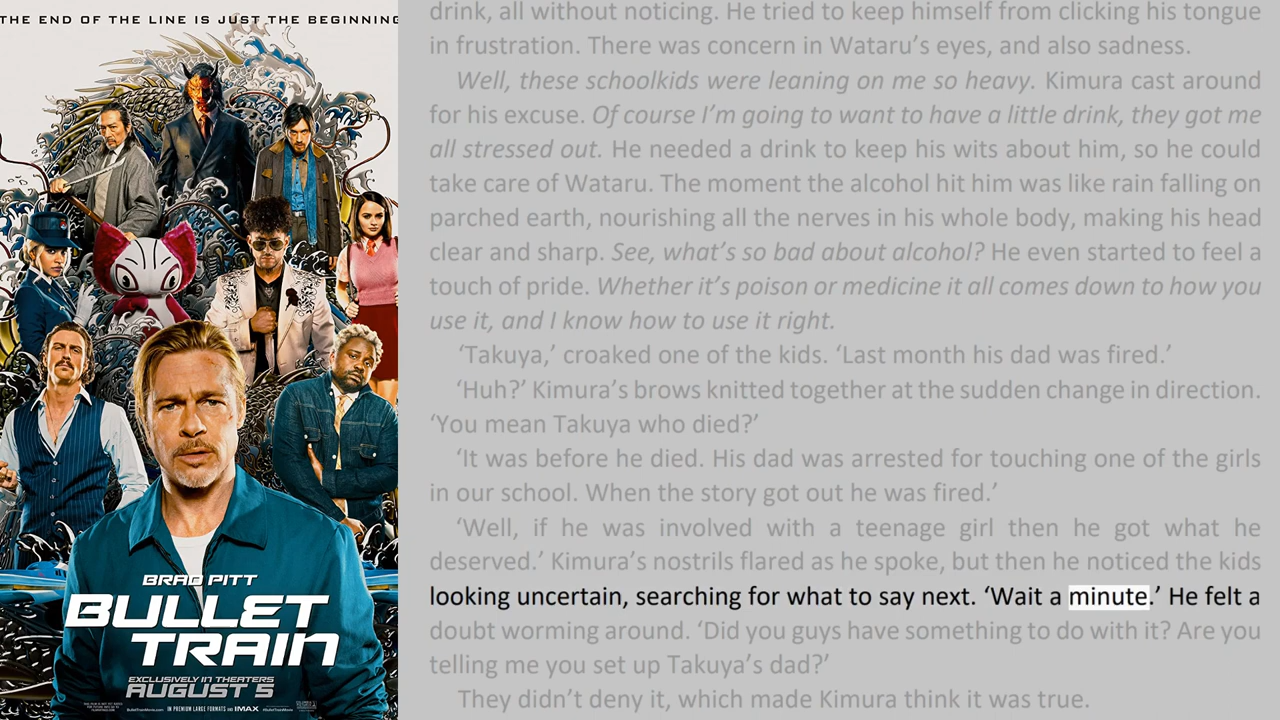 THE END OF THE LINE IS JUST THE BEGINNING
BRAD PITT
BULLET
TRAIN
EXCLUSIVELY IN THEATERS
AUGUST 5
IN PREMIUM LARGE FORMATS AND IMAX
drink, all without noticing. He tried to keep himself from clicking his tongue
in frustration. There was concern in Wataru’s eyes, and also sadness.
Well, these schoolkids were leaning on me so heavy. Kimura cast around
for his excuse. Of course I’m going to want to have a little drink, they got me
all stressed out. He needed a drink to keep his wits about him, so he could
take care of Wataru. The moment the alcohol hit him was like rain falling on
parched earth, nourishing all the nerves in his whole body, making his head
clear and sharp. See, what’s so bad about alcohol? He even started to feel a
touch of pride. Whether it’s poison or medicine it all comes down to how you
use it, and I know how to use it right.
‘Takuya,’ croaked one of the kids. ‘Last month his dad was fired.’
‘Huh?’ Kimura’s brows knitted together at the sudden change in direction.
‘You mean Takuya who died?’
‘It was before he died. His dad was arrested for touching one of the girls
in our school. When the story got out he was fired.’
‘Well, if he was involved with a teenage girl then he got what he
deserved.’ Kimura’s nostrils flared as he spoke, but then he noticed the kids
looking uncertain, searching for what to say next. ‘Wait a minute.’ He felt a
doubt worming around. ‘Did you guys have something to do with it? Are you
telling me you set up Takuya’s dad?’
They didn’t deny it, which made Kimura think it was true.